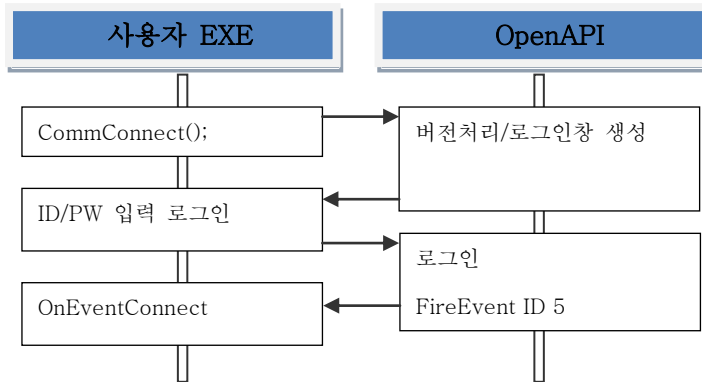 사용자 EXE
OpenAPI
CommConnect();
버전처리/로그인창 생성
ID/PW 입력 로그인
로그인
FireEvent ID 5
OnEventConnect